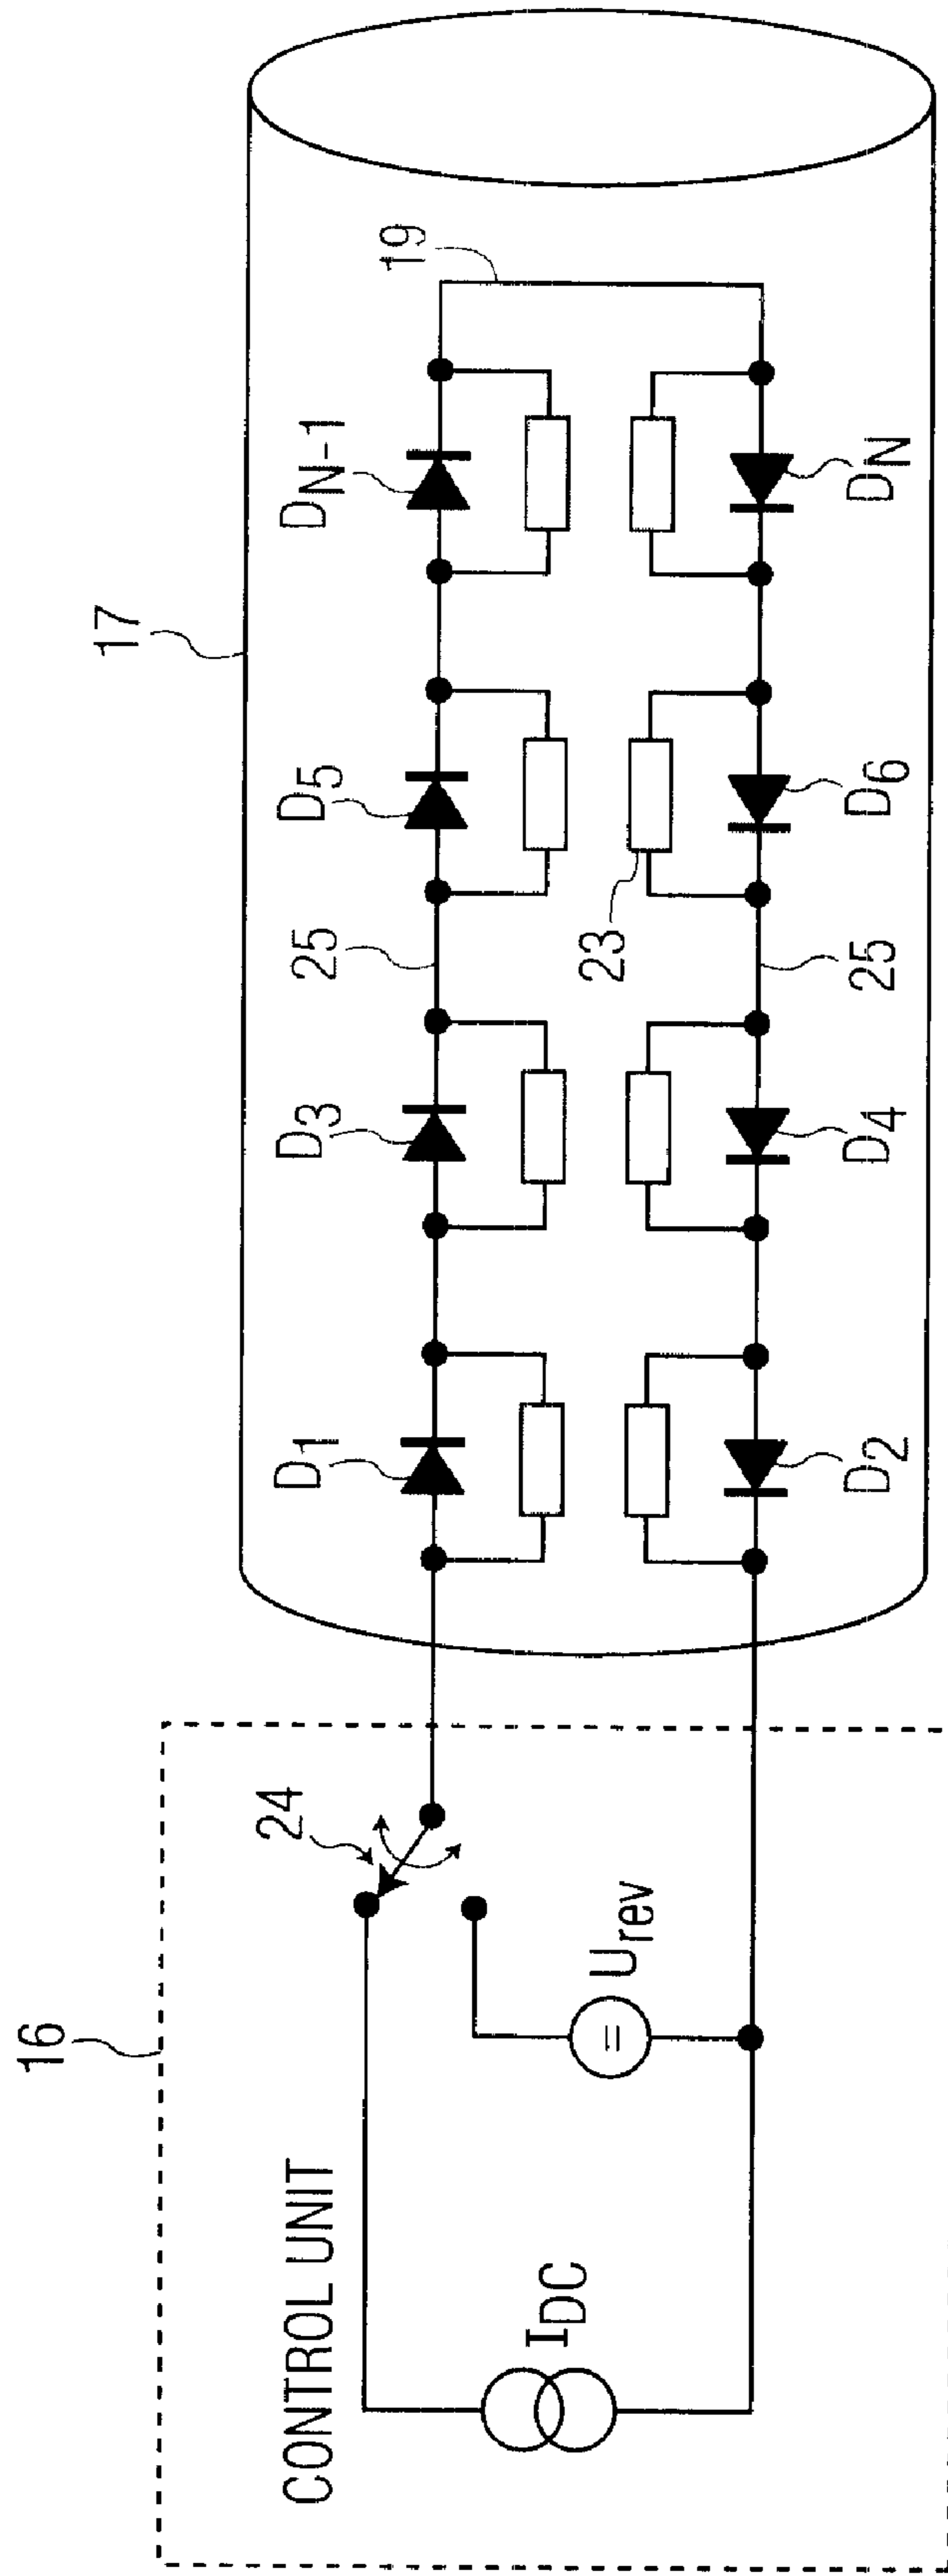 16
CONTROL UNIT
I_DC
U_rev
24
17
D_1
D_3
25
D_5
D_N-1
19
23
D_2
D_4
25
D_6
D_N
=